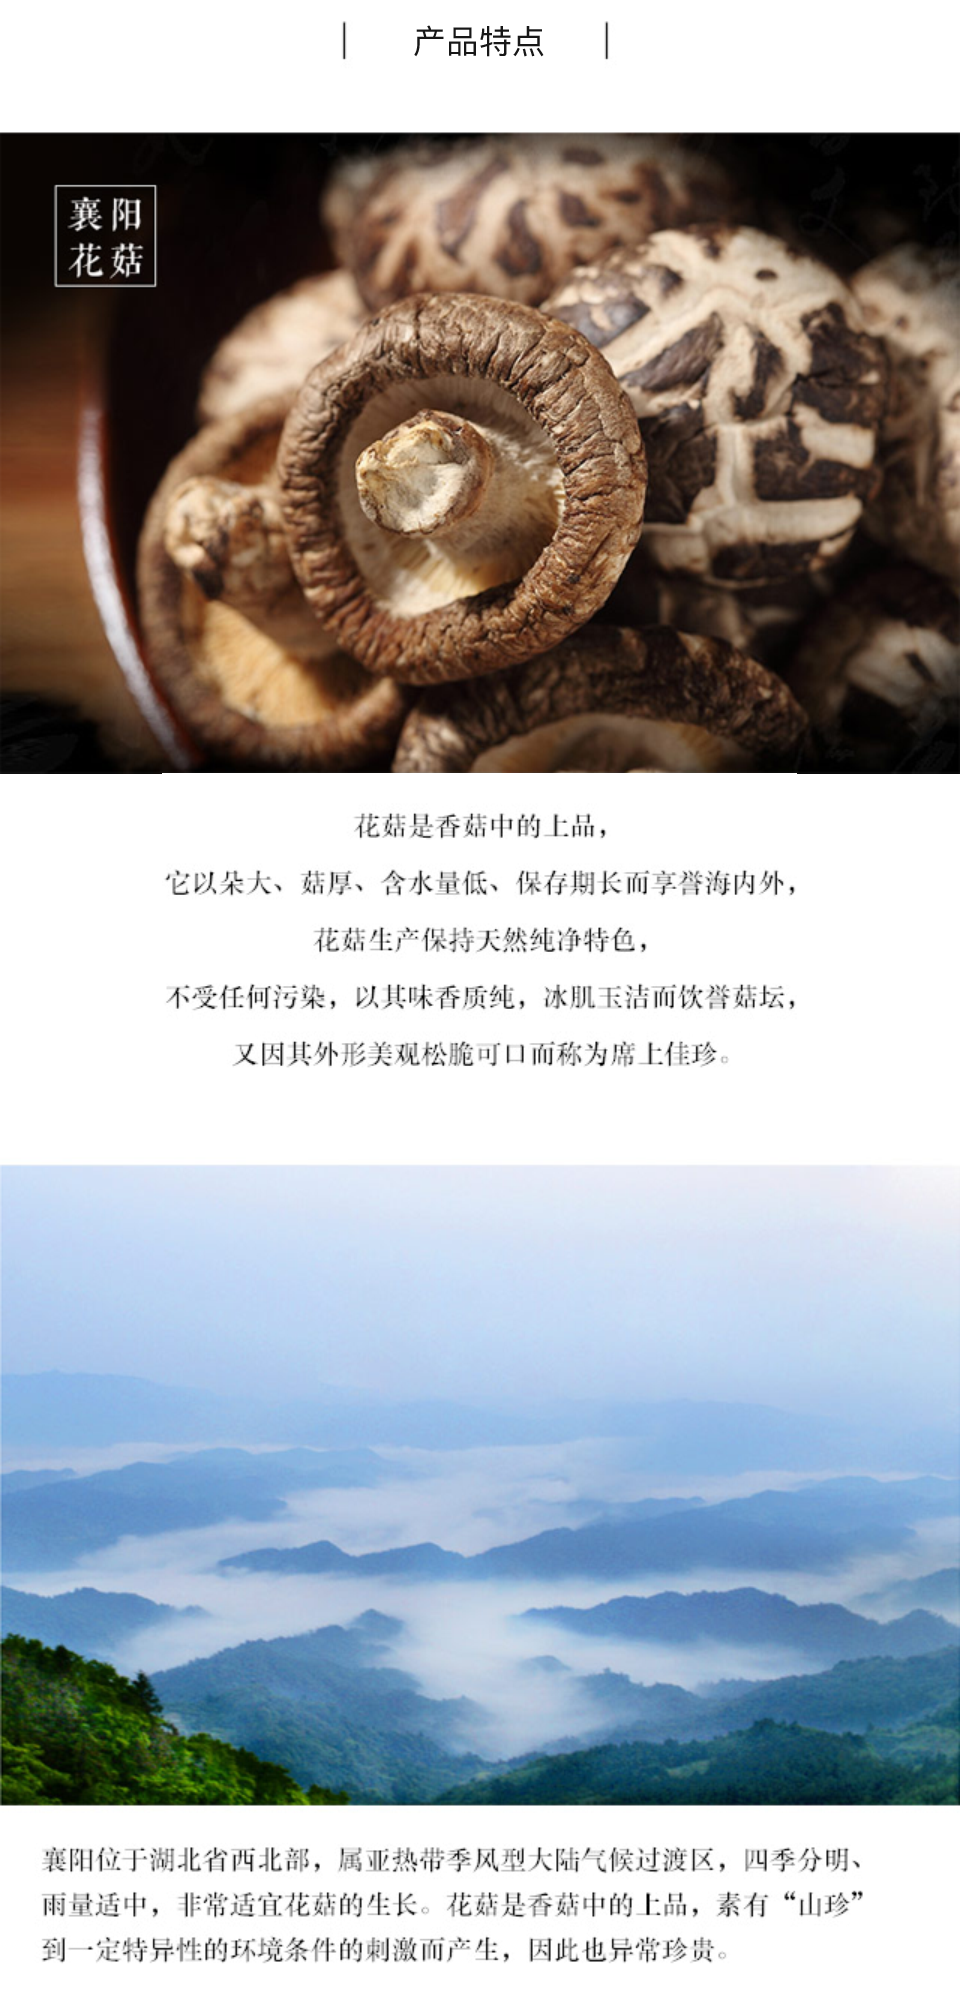 产品特点
襄阳
花菇
花菇是香菇中的上品，
它以朵大、菇厚、含水量低、保存期长而享誉海内外，
花菇生产保持天然纯净特色，
不受任何污染，以其味香质纯，冰肌玉洁而饮誉菇坛，
又因其外形美观松脆可口而称为席上佳珍。
襄阳位于湖北省西北部，属亚热带季风型大陆气候过渡区，四季分明、
雨量适中，非常适宜花菇的生长。花菇是香菇中的上品，素有“山珍”
到一定特异性的环境条件的刺激而产生，因此也异常珍贵。